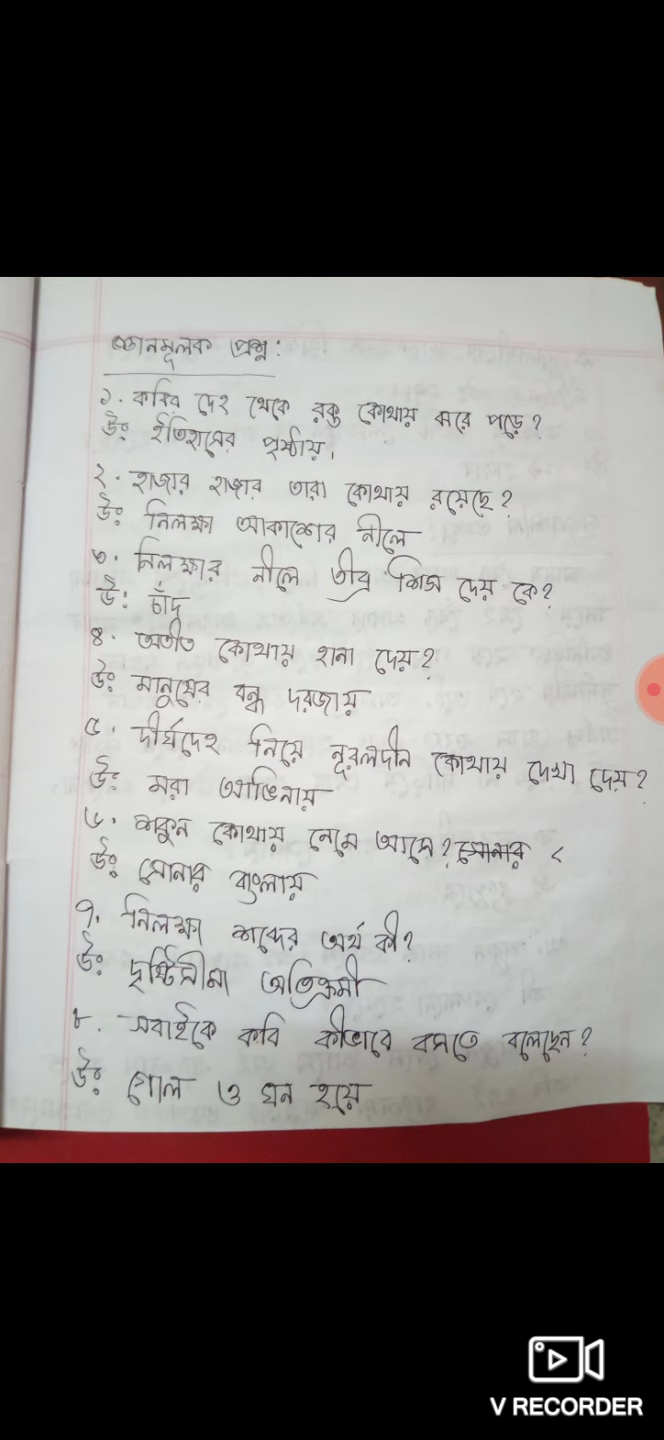 জ্ঞানমূলক প্রশ্ন:
১. কবির দেহ থেকে রক্ত কোথায় ঝরে পড়ে?
উঃ ইতিহাসের পৃষ্ঠায়।
২. হাজার হাজার তারা কোথায় রয়েছে?
উঃ নিলক্ষা আকাশের নীলে
৩. নিলক্ষার নীলে তীব্র শিস দেয় কে?
উঃ চাঁদ
৪. অতীত কোথায় হানা দেয়?
উঃ মানুষের বন্ধ দরজায়
৫. দীর্ঘদেহ নিয়ে নূরলদীন কোথায় দেখা দেয়?
উঃ মরা আঙিনায়
৬. শকুন কোথায় নেমে আসে? সোনার
উঃ সোনার বাংলায়
৭. নিলক্ষা শব্দের অর্থ কী?
উঃ দৃষ্টিসীমা অতিক্রমী
৮. সবাইকে কবি কীভাবে বসতে বলেছেন?
উঃ গোল ও ঘন হয়ে
V RECORDER